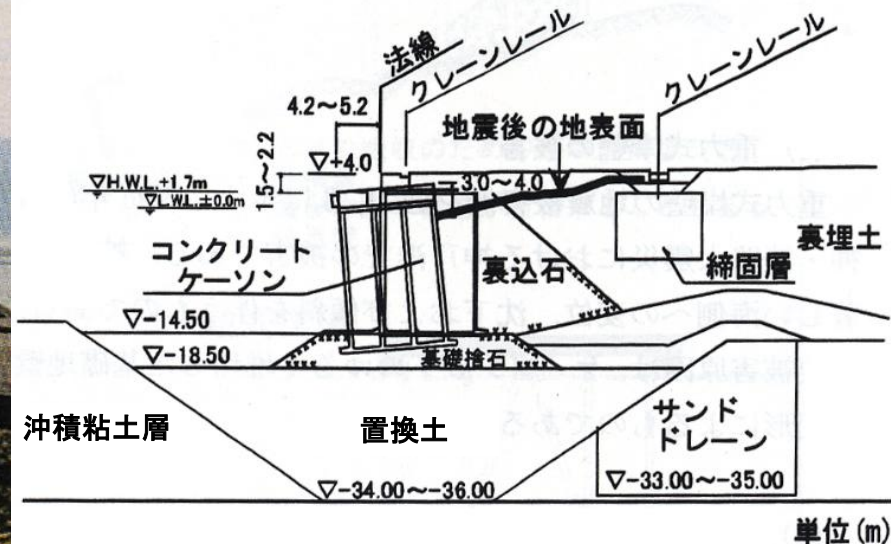 法線
クレーンレール
クレーンレール
4.2～5.2
地震後の地表面
1.5～2.2
▽+4.0
3.0～4.0
▽H.W.L.+1.7m
▽L.W.L.±0.0m
コンクリート
ケーソン
裏込石
締固層
裏埋土
▽-14.50
▽-18.50
基礎捨石
沖積粘土層
置換土
サンド
ドレーン
▽-34.00～-36.00
▽-33.00～-35.00
単位(m)